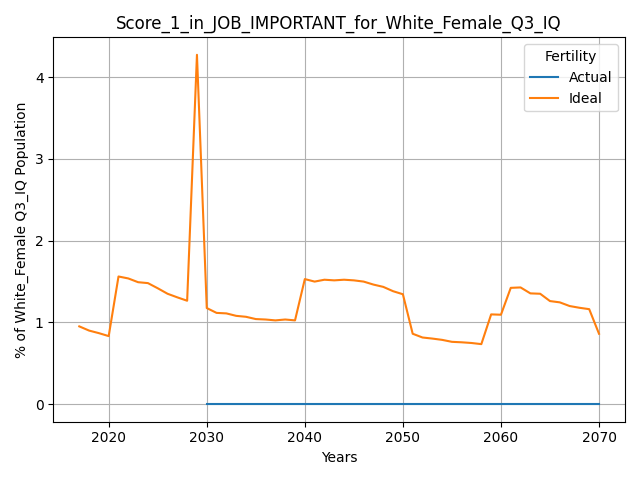 Score_1_in_JOB_IMPORTANT_for_White_Female_Q3_IQ
Fertility
Actual
Ideal
% of White_Female Q3_IQ Population
4
3
2
1
0
2020 2030 2040 2050 2060 2070
Years